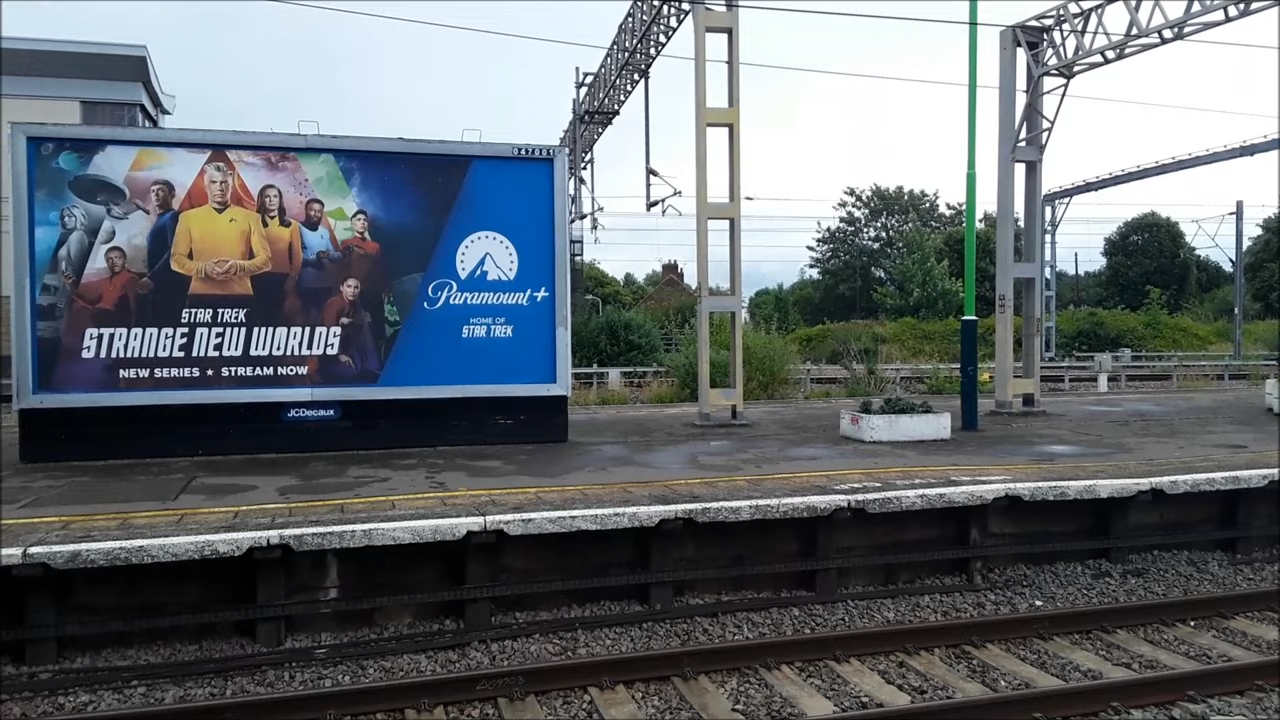 047001
STAR TREK
STRANGE NEW WORLDS
NEW SERIES ★ STREAM NOW
Paramount+
HOME OF
STAR TREK
JCDecaux